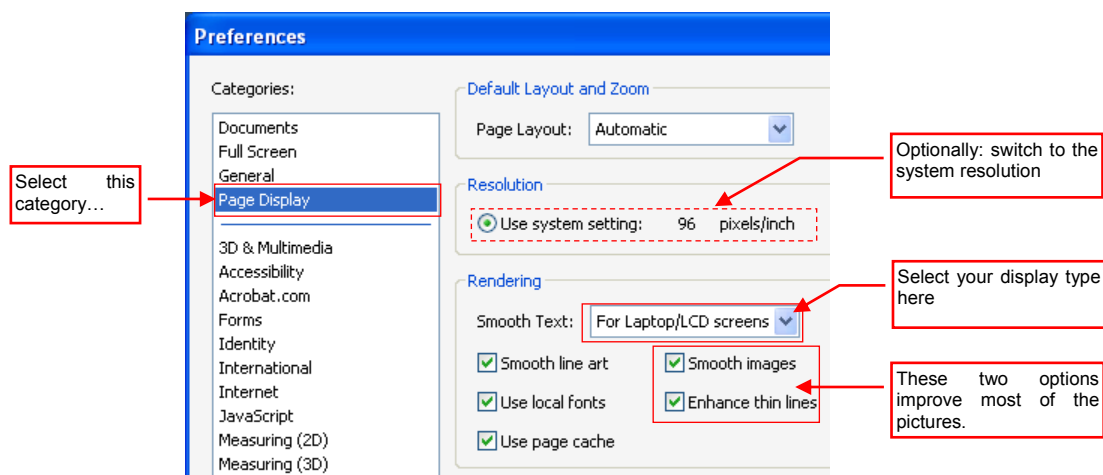 Preferences
Categories:
Documents
Full Screen
General
Page Display
3D & Multimedia
Accessibility
Acrobat.com
Forms
Identity
International
Internet
JavaScript
Measuring (2D)
Measuring (3D)
Default Layout and Zoom
Page Layout: Automatic
Resolution
Use system setting: 96 pixels/inch
Rendering
Smooth Text: For Laptop/LCD screens
Smooth line art
Smooth images
Use local fonts
Enhance thin lines
Use page cache
Select this
category…
Optionally: switch to the
system resolution
Select your display type
here
These two options
improve most of the
pictures.